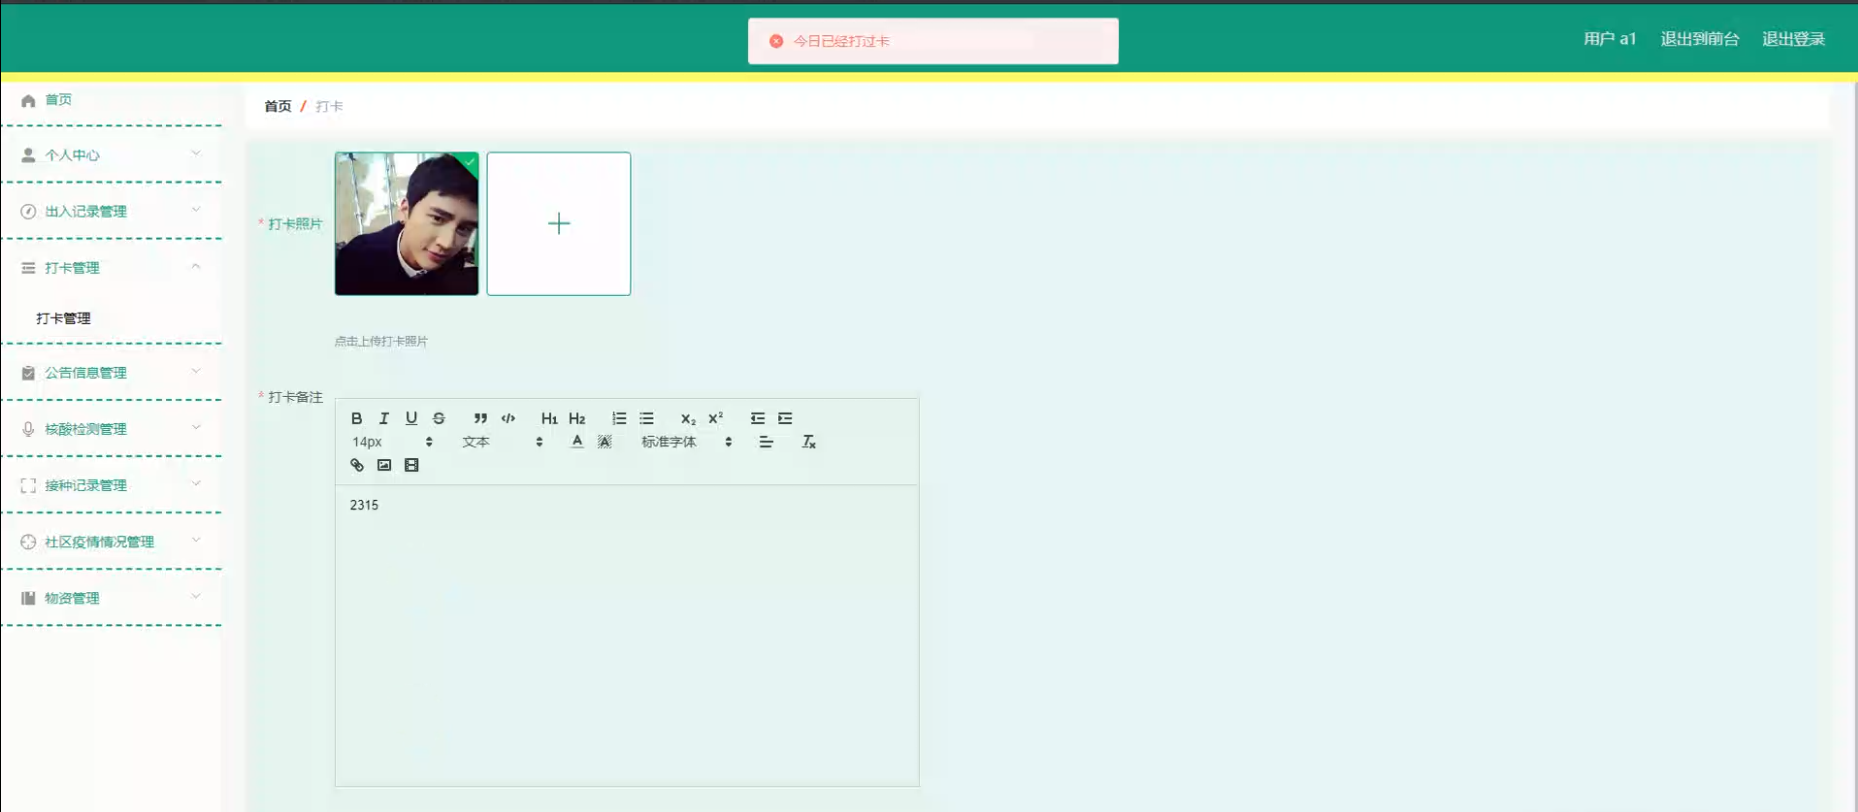 今日已经打过卡
用户 a1 退出到前台 退出登录
首页
个人中心
出入记录管理
打卡管理
打卡管理
公告信息管理
核酸检测管理
接种记录管理
社区疫情情况管理
物资管理
首页 / 打卡
* 打卡照片
点击上传打卡照片
* 打卡备注
B I U S H1 H2 X2 X2
14px 文本 A A 标准字体 Tx
2315